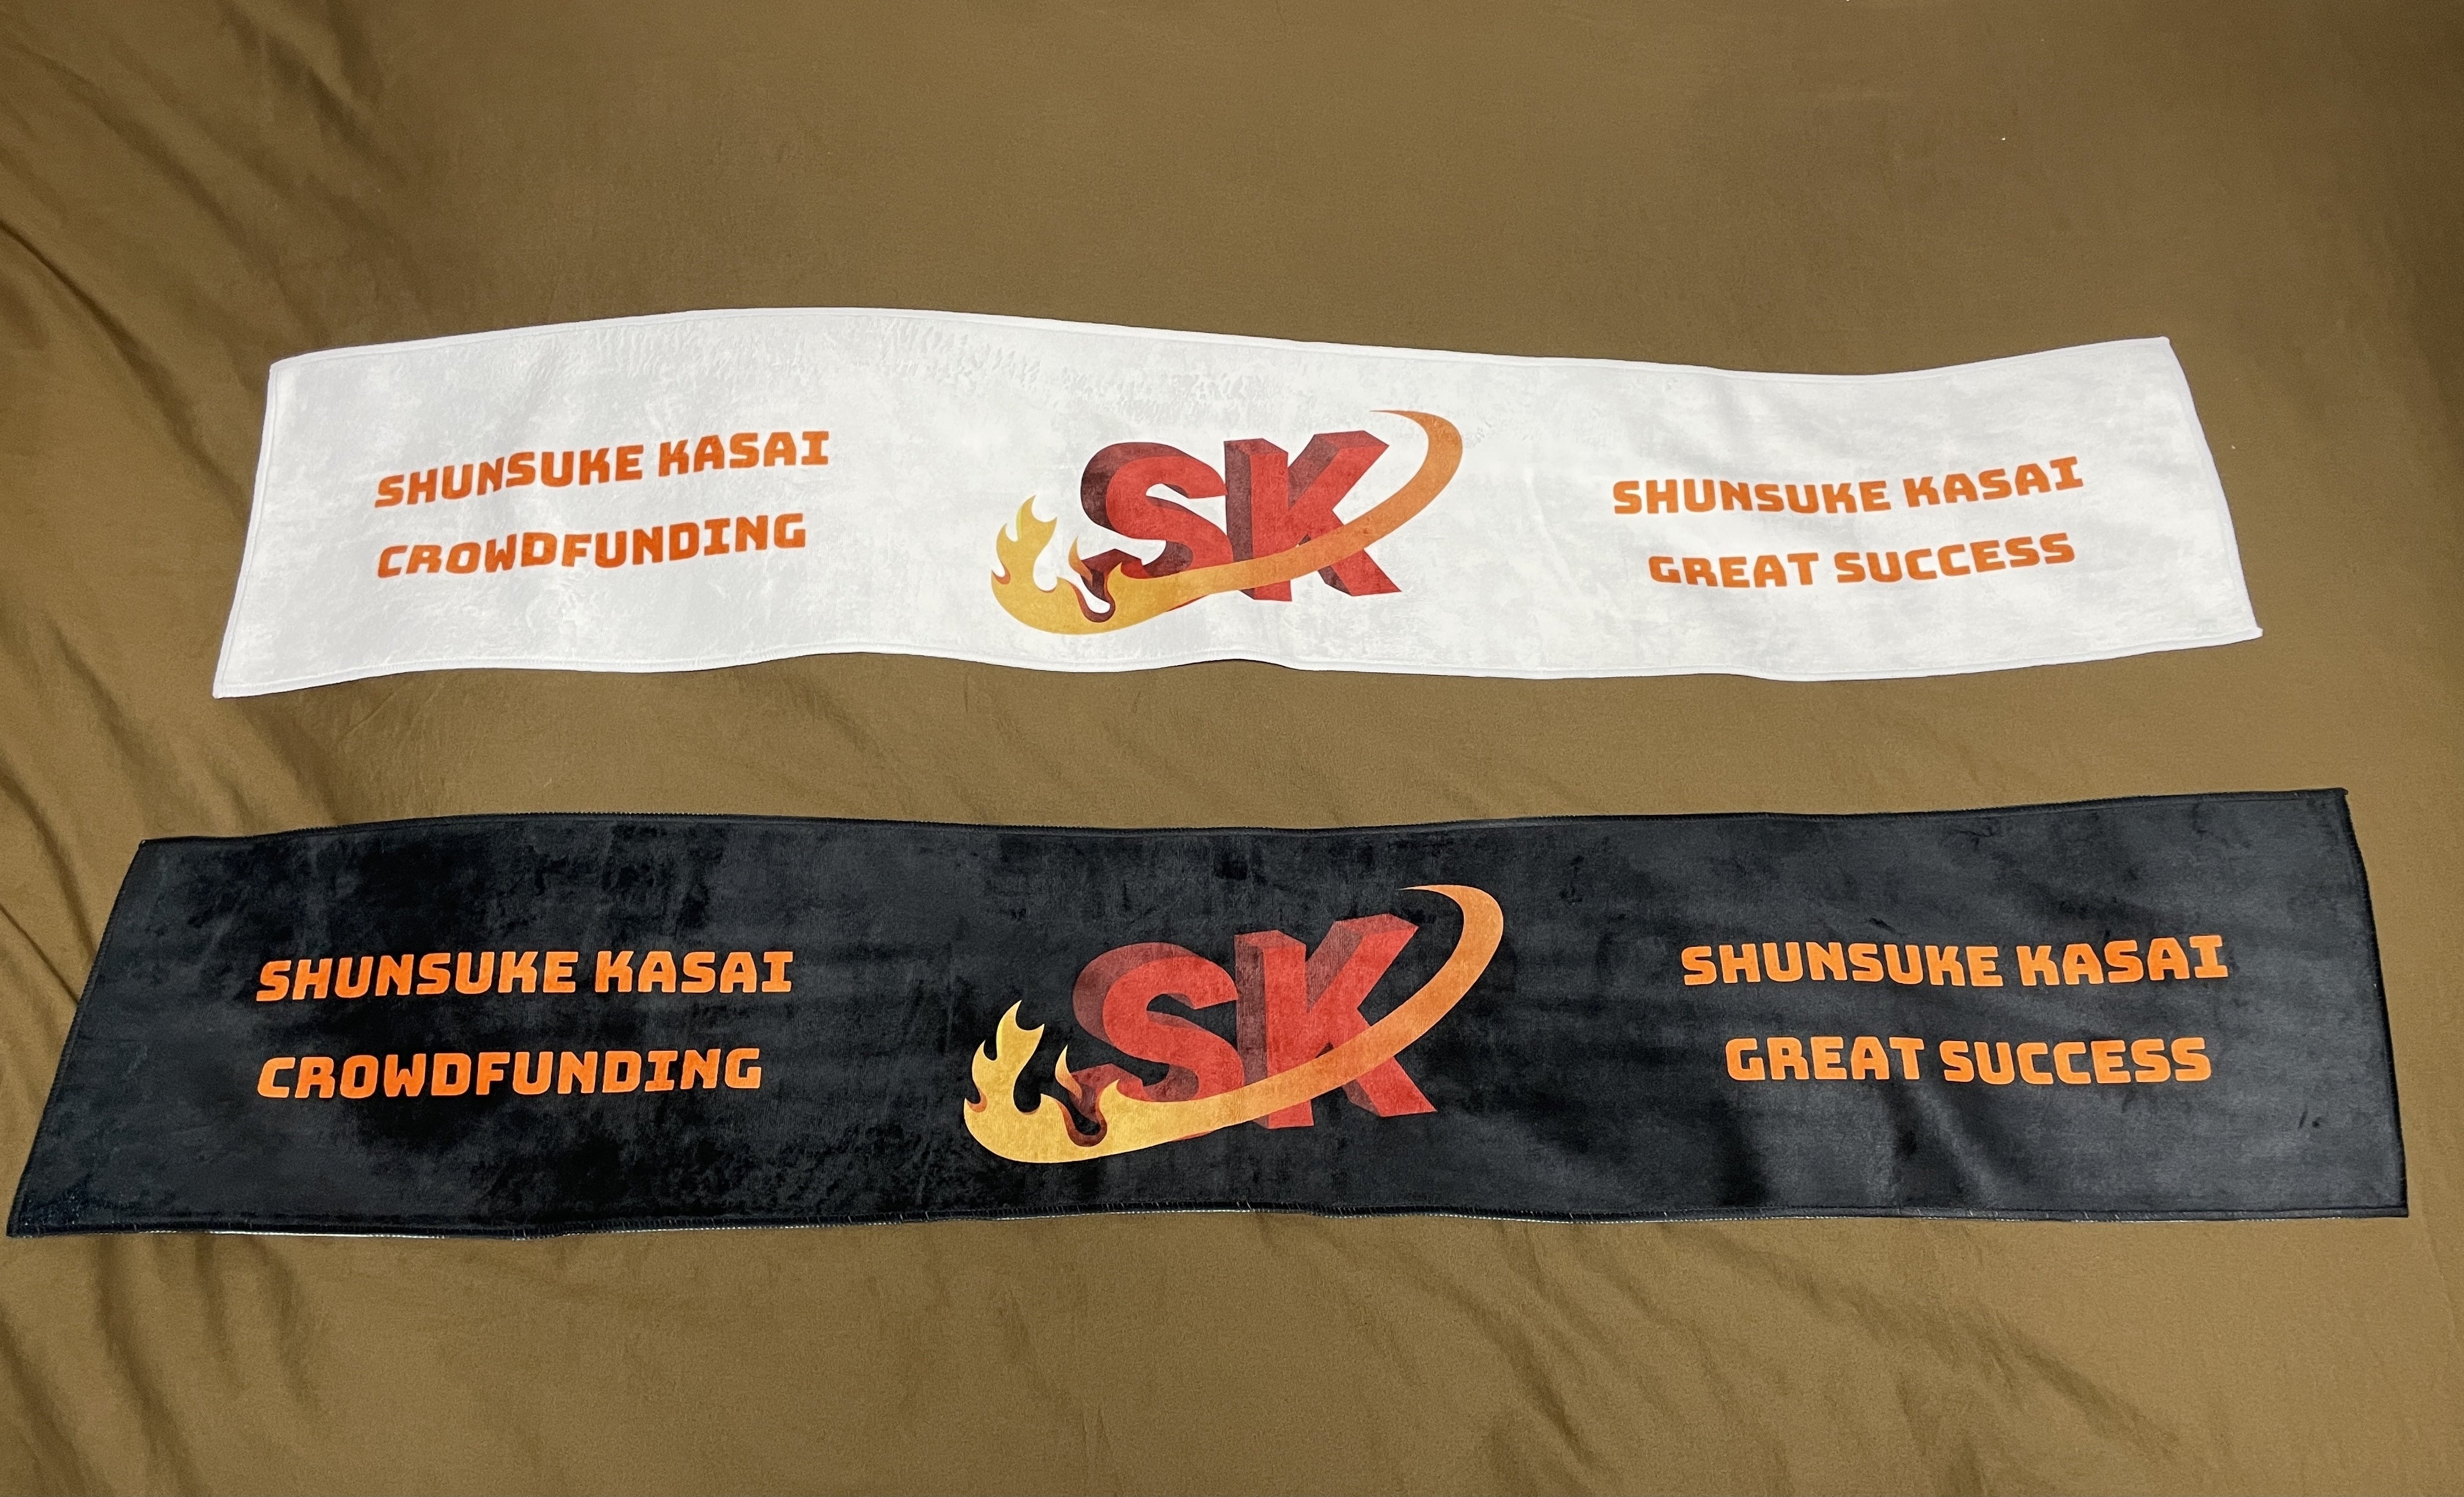 SHUNSUKE KASAI
CROWDFUNDING
SK
SHUNSUKE KASAI
GREAT SUCCESS
SHUNSUKE KASAI
CROWDFUNDING
SK
SHUNSUKE KASAI
GREAT SUCCESS